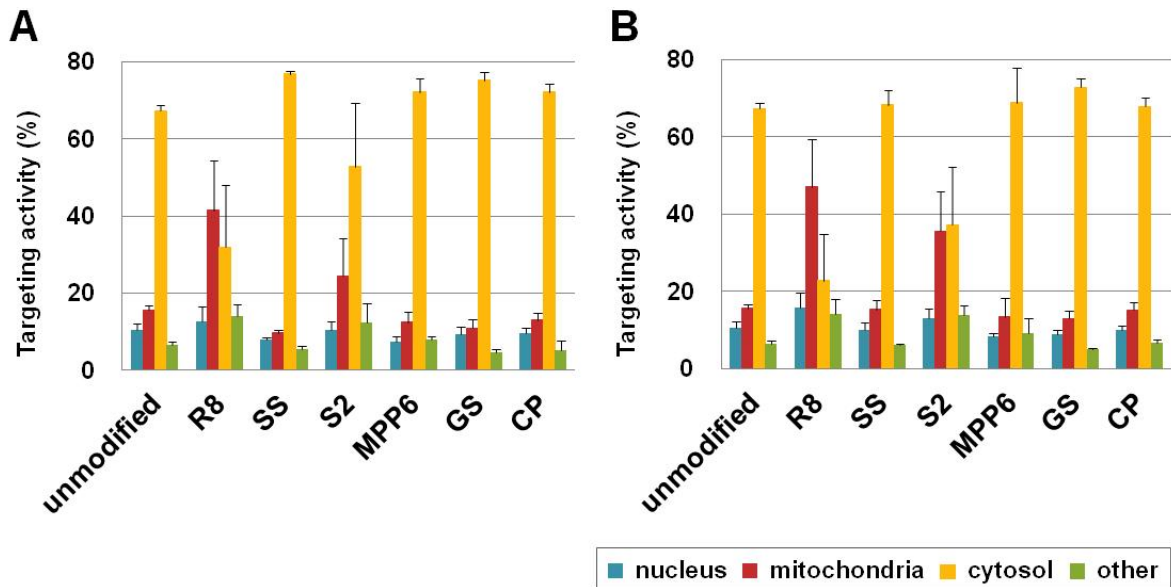 A
Targeting activity (%)
80
60
40
20
0
unmodified
R8
SS
S2
MPP6
GS
CP
B
Targeting activity (%)
80
60
40
20
0
unmodified
R8
SS
S2
MPP6
GS
CP
nucleus mitochondria cytosol other